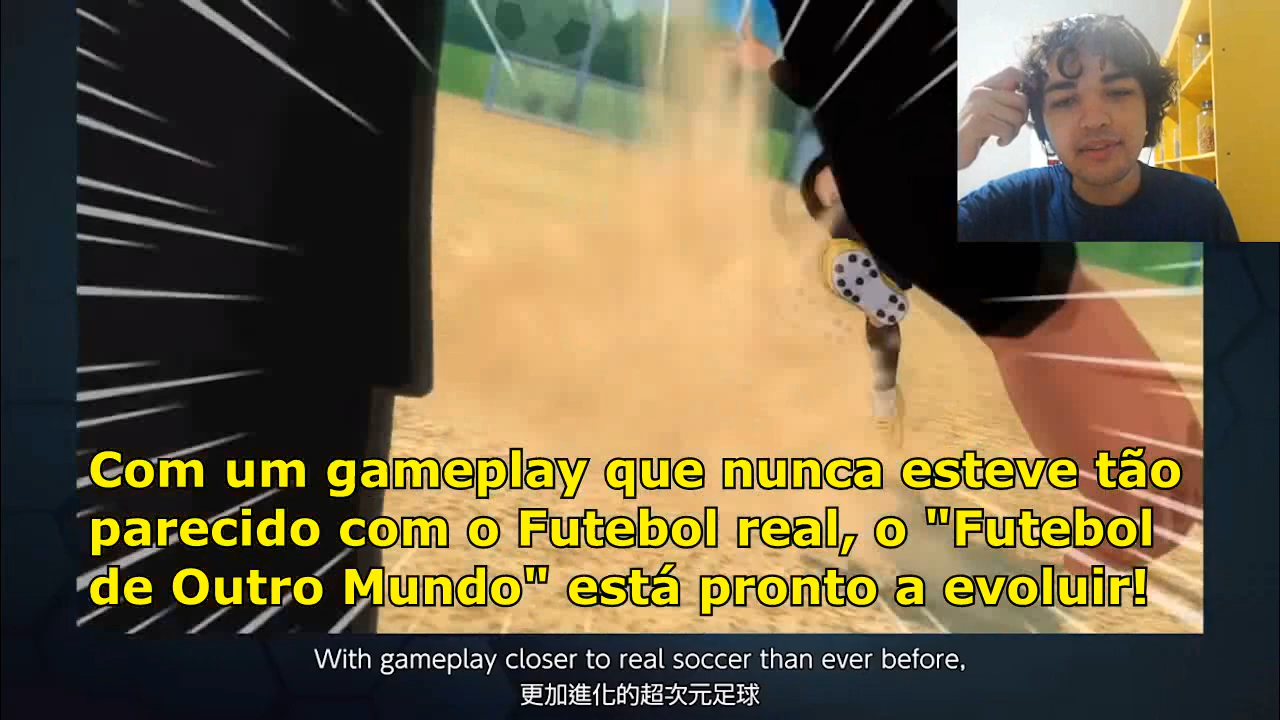 Com um gameplay que nunca esteve tão
parecido com o Futebol real, o "Futebol
de Outro Mundo" está pronto a evoluir!
With gameplay closer to real soccer than ever before,
更加進化的超次元足球